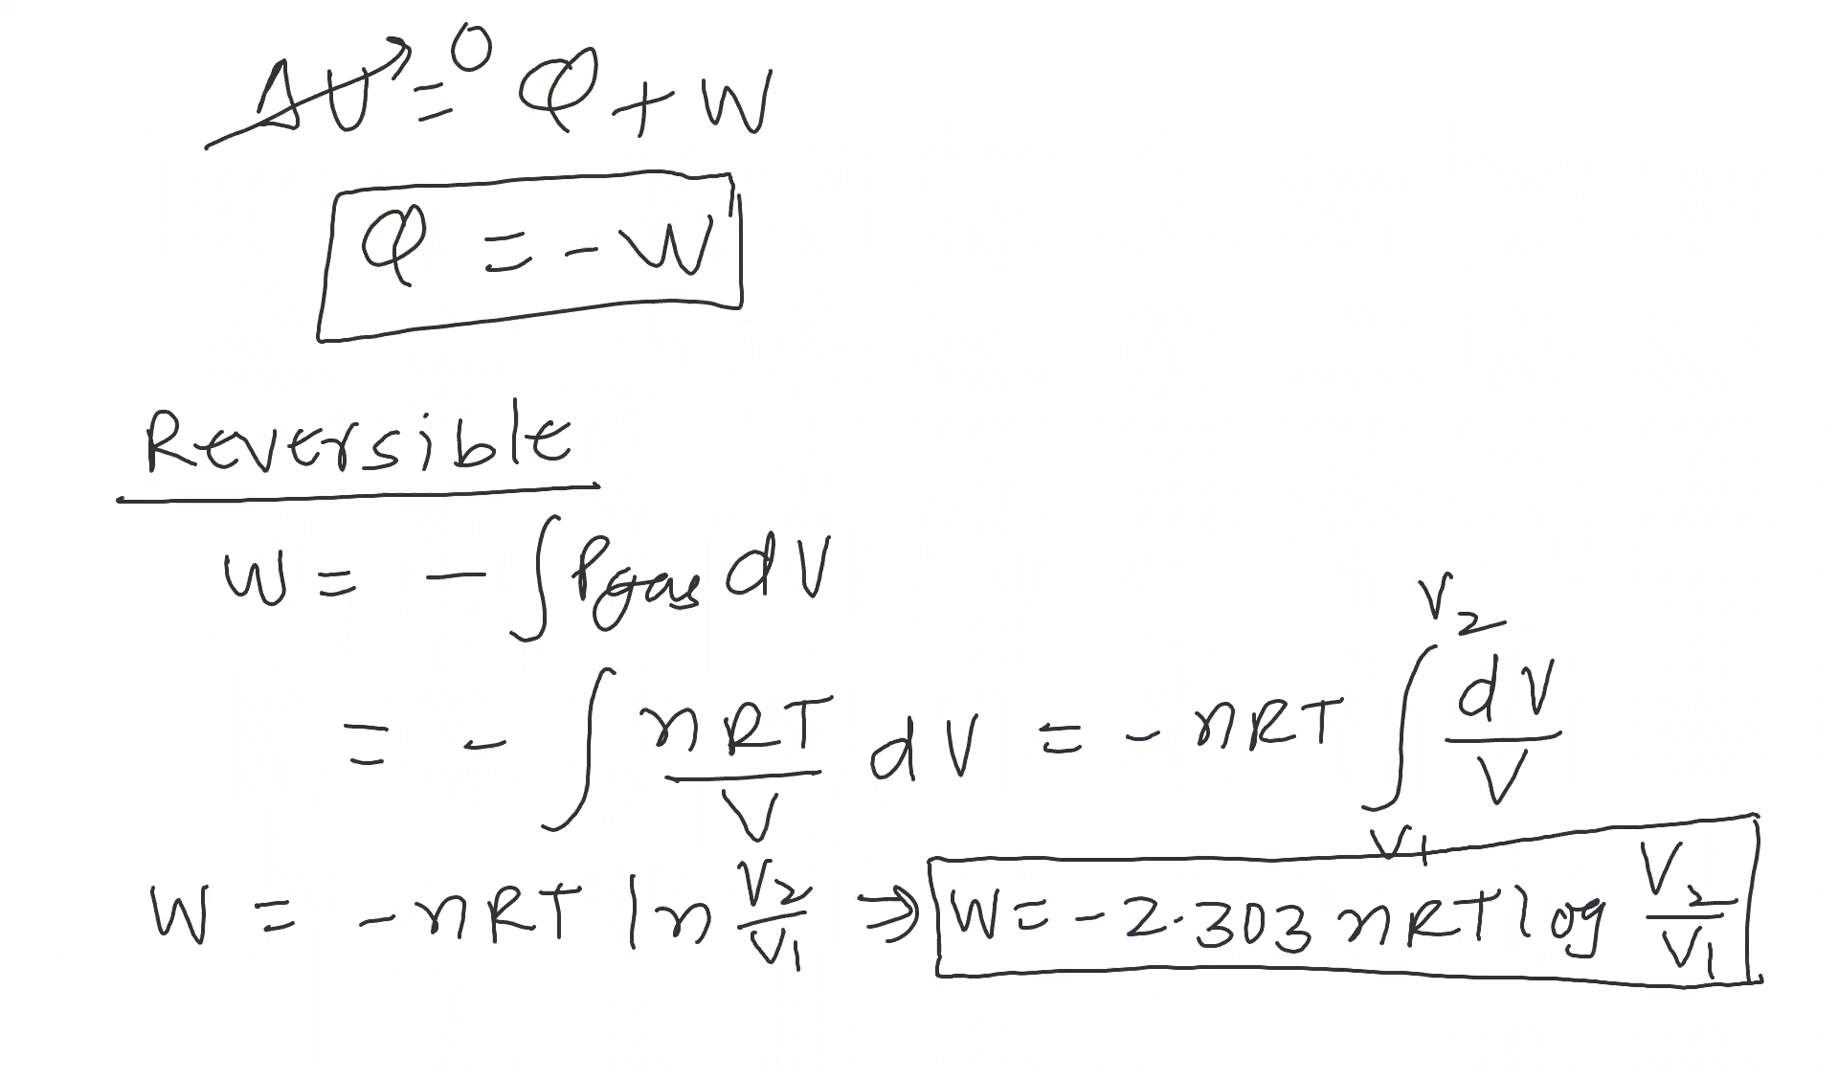 ΔU = 0 Q + W
Q = - W
Reversible
W = - ∫ Pgas dV
= - ∫ nRT/V dV = - nRT ∫_{V1}^{V2} dV/V
W = - nRT ln V2/V1 ⇒ W = - 2.303 nRT log V2/V1